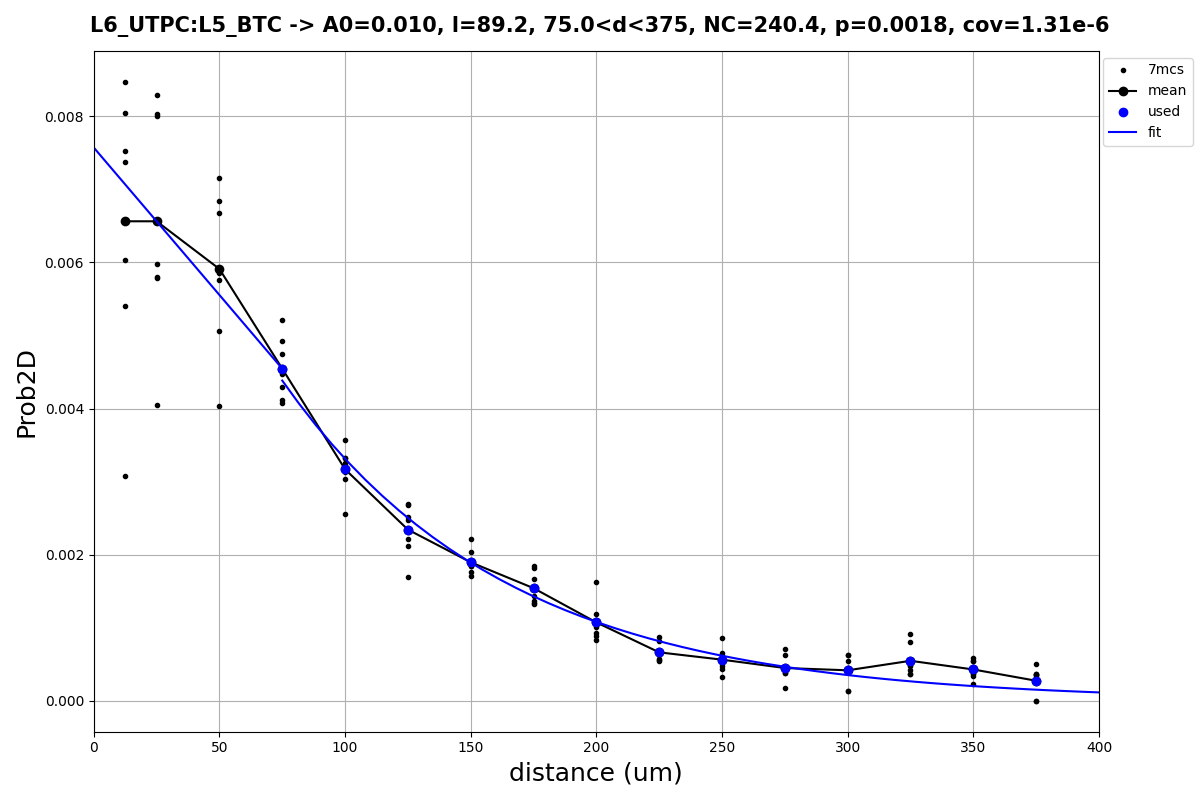 L6_UTPC:L5_BTC -> A0=0.010, l=89.2, 75.0<d<375, NC=240.4, p=0.0018, cov=1.31e-6
7mcs
mean
used
fit
Prob2D
0.008
0.006
0.004
0.002
0.000
0 50 100 150 200 250 300 350 400
distance (um)